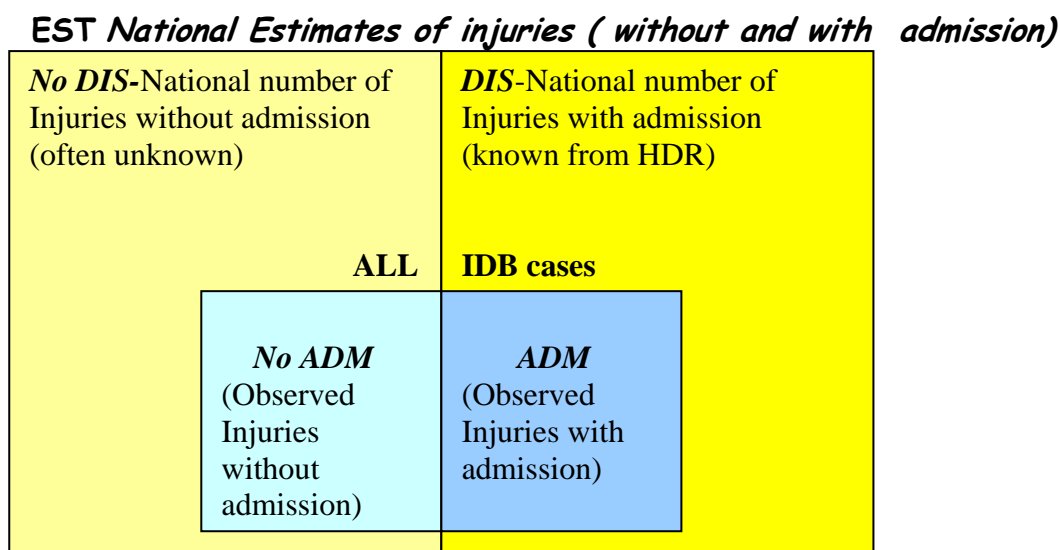 EST National Estimates of injuries ( without and with admission)
No DIS-National number of
Injuries without admission
(often unknown)
DIS-National number of
Injuries with admission
(known from HDR)
ALL IDB cases
No ADM
(Observed
Injuries
without
admission)
ADM
(Observed
Injuries with
admission)